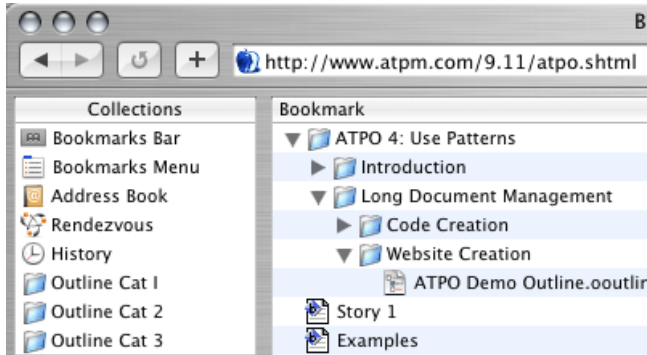 B
http://www.atpm.com/9.11/atpo.shtml
Collections
Bookmarks Bar
Bookmarks Menu
Address Book
Rendezvous
History
Outline Cat I
Outline Cat 2
Outline Cat 3
Bookmark
ATPO 4: Use Patterns
Introduction
Long Document Management
Code Creation
Website Creation
ATPO Demo Outline.ooutlin
Story 1
Examples